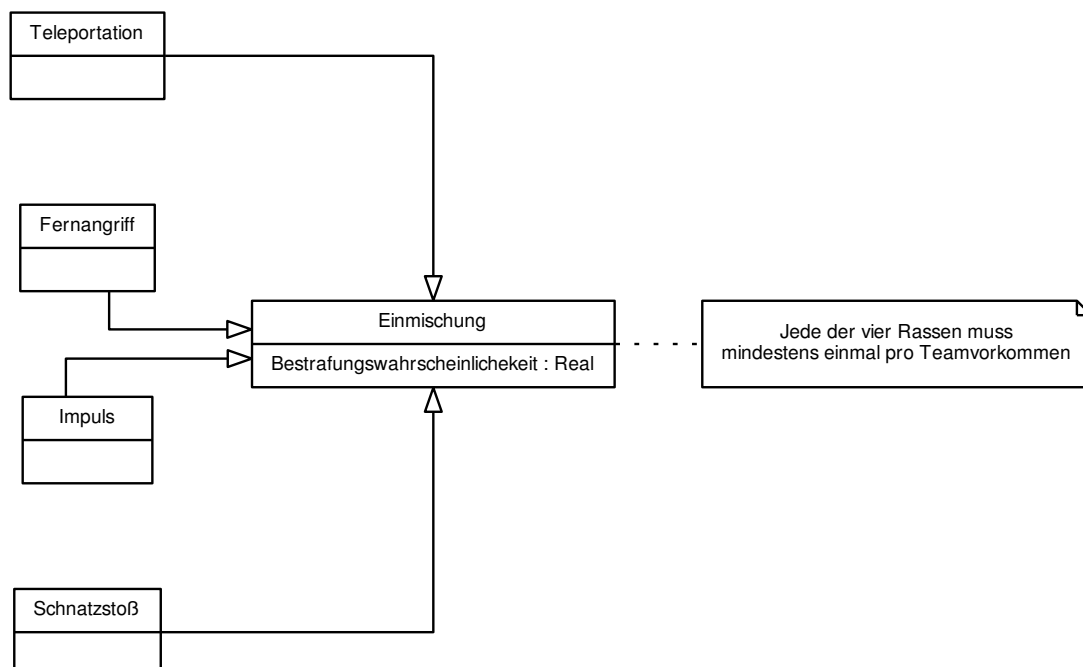 Teleportation
Fernangriff
Einmischung
Bestrafungswahrscheinlichekeit : Real
Jede der vier Rassen muss
mindestens einmal pro Teamvorkommen
Impuls
Schnatzstoß